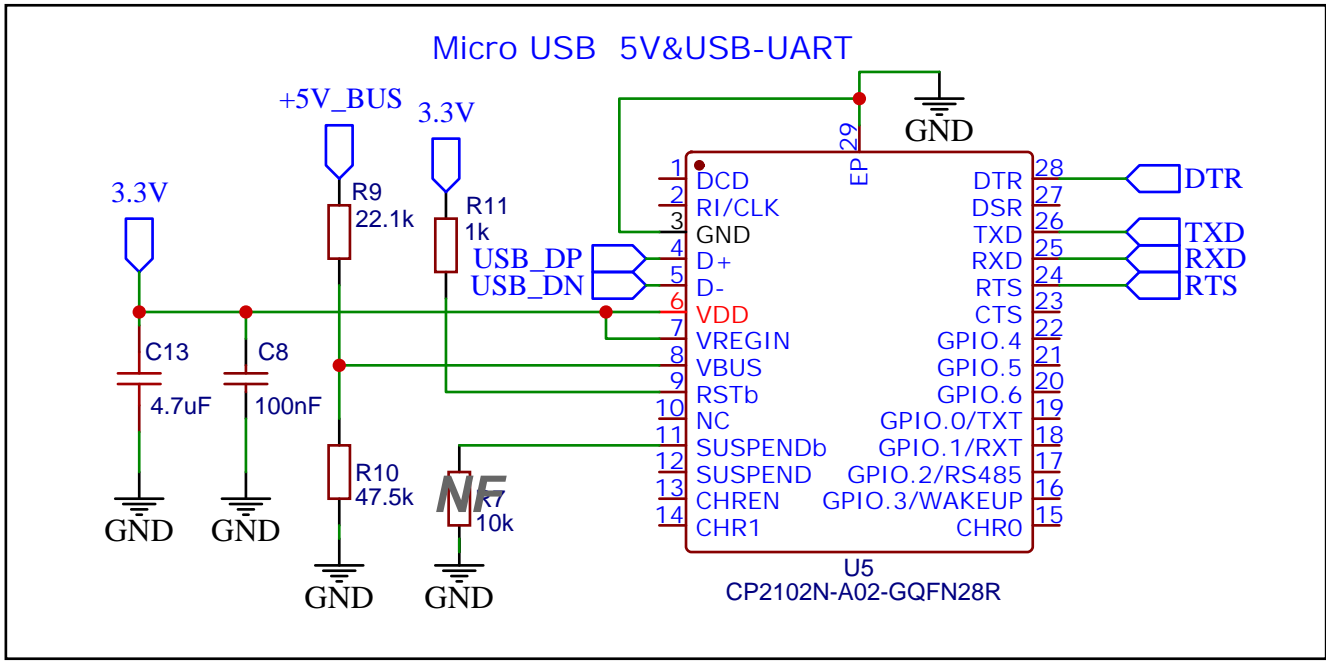 Micro USB 5V&USB-UART
+5V_BUS
3.3V
3.3V
R9
22.1k
R11
1k
C13
4.7uF
C8
100nF
R10
47.5k
NF
R7
10k
GND
GND
GND
GND
GND
USB_DP
USB_DN
29
EP
1 DCD
2 RI/CLK
3 GND
4 D+
5 D-
6 VDD
7 VREGIN
8 VBUS
9 RSTb
10 NC
11 SUSPENDb
12 SUSPEND
13 CHREN
14 CHR1
DTR 28 DTR
DSR 27
TXD 26 TXD
RXD 25 RXD
RTS 24 RTS
CTS 23
GPIO.4 22
GPIO.5 21
GPIO.6 20
GPIO.0/TXT 19
GPIO.1/RXT 18
GPIO.2/RS485 17
GPIO.3/WAKEUP 16
CHR0 15
U5
CP2102N-A02-GQFN28R